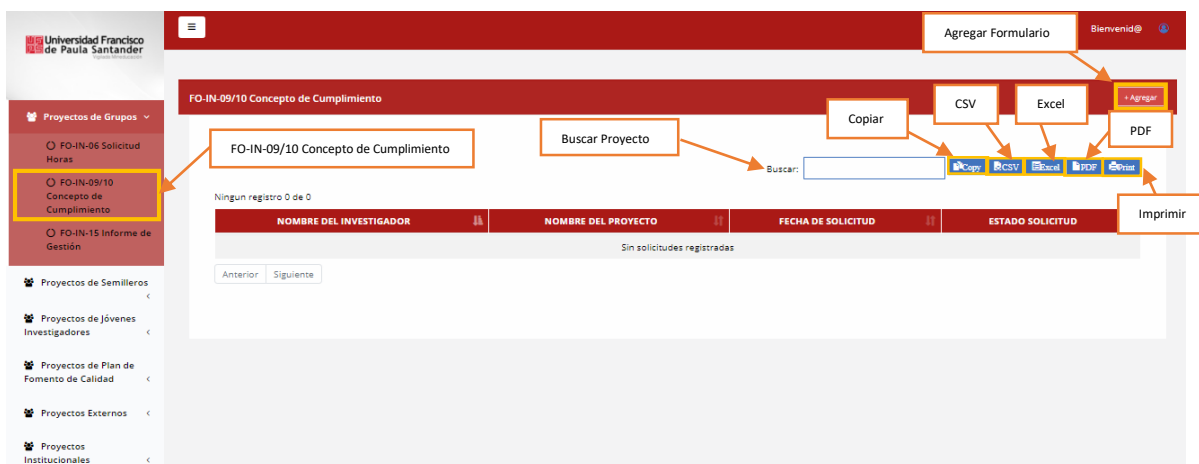 Universidad Francisco
de Paula Santander
Vigilada Mineducación
Agregar Formulario
Bienvenid@
FO-IN-09/10 Concepto de Cumplimiento
+ Agregar
Proyectos de Grupos
FO-IN-06 Solicitud
Horas
FO-IN-09/10
Concepto de
Cumplimiento
FO-IN-15 Informe de
Gestión
Proyectos de Semilleros
Proyectos de Jóvenes
Investigadores
Proyectos de Plan de
Fomento de Calidad
Proyectos Externos
Proyectos
Institucionales
FO-IN-09/10 Concepto de Cumplimiento
Buscar Proyecto
Copiar
CSV
Excel
PDF
Imprimir
Buscar:
Copy
CSV
Excel
PDF
Print
Ningun registro 0 de 0
NOMBRE DEL INVESTIGADOR
NOMBRE DEL PROYECTO
FECHA DE SOLICITUD
ESTADO SOLICITUD
Sin solicitudes registradas
Anterior
Siguiente